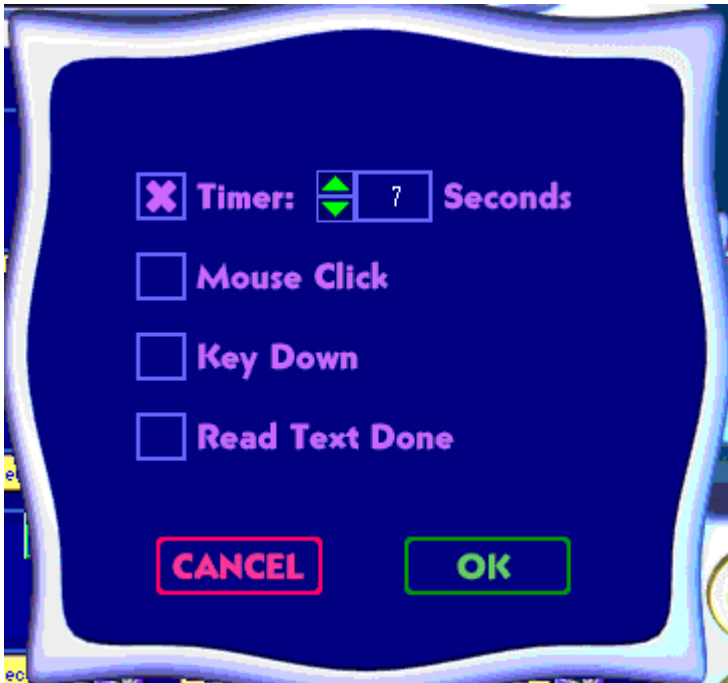 Timer: 7 Seconds
Mouse Click
Key Down
Read Text Done
CANCEL OK